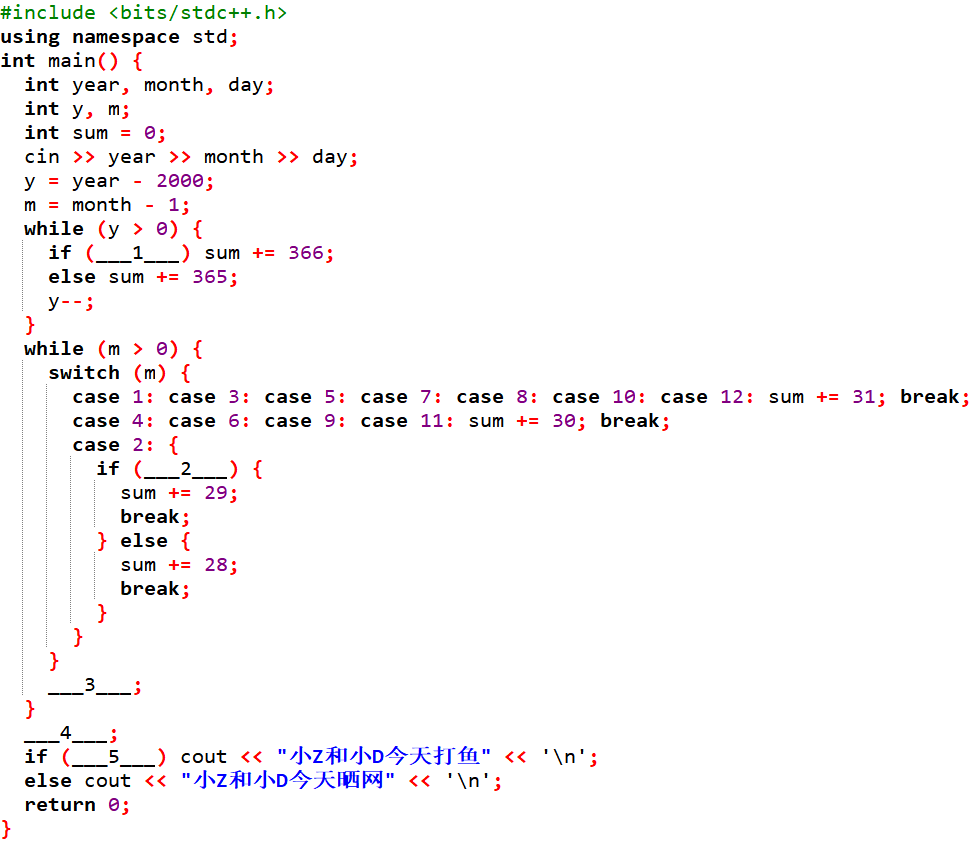 #include <bits/stdc++.h>
using namespace std;
int main() {
  int year, month, day;
  int y, m;
  int sum = 0;
  cin >> year >> month >> day;
  y = year - 2000;
  m = month - 1;
  while (y > 0) {
    if (___1___) sum += 366;
    else sum += 365;
    y--;
  }
  while (m > 0) {
    switch (m) {
      case 1: case 3: case 5: case 7: case 8: case 10: case 12: sum += 31; break;
      case 4: case 6: case 9: case 11: sum += 30; break;
      case 2: {
        if (___2___) {
          sum += 29;
          break;
        } else {
          sum += 28;
          break;
        }
      }
    }
    ___3___;
  }
  ___4___;
  if (___5___) cout << "小Z和小D今天打鱼" << '\n';
  else cout << "小Z和小D今天晒网" << '\n';
  return 0;
}